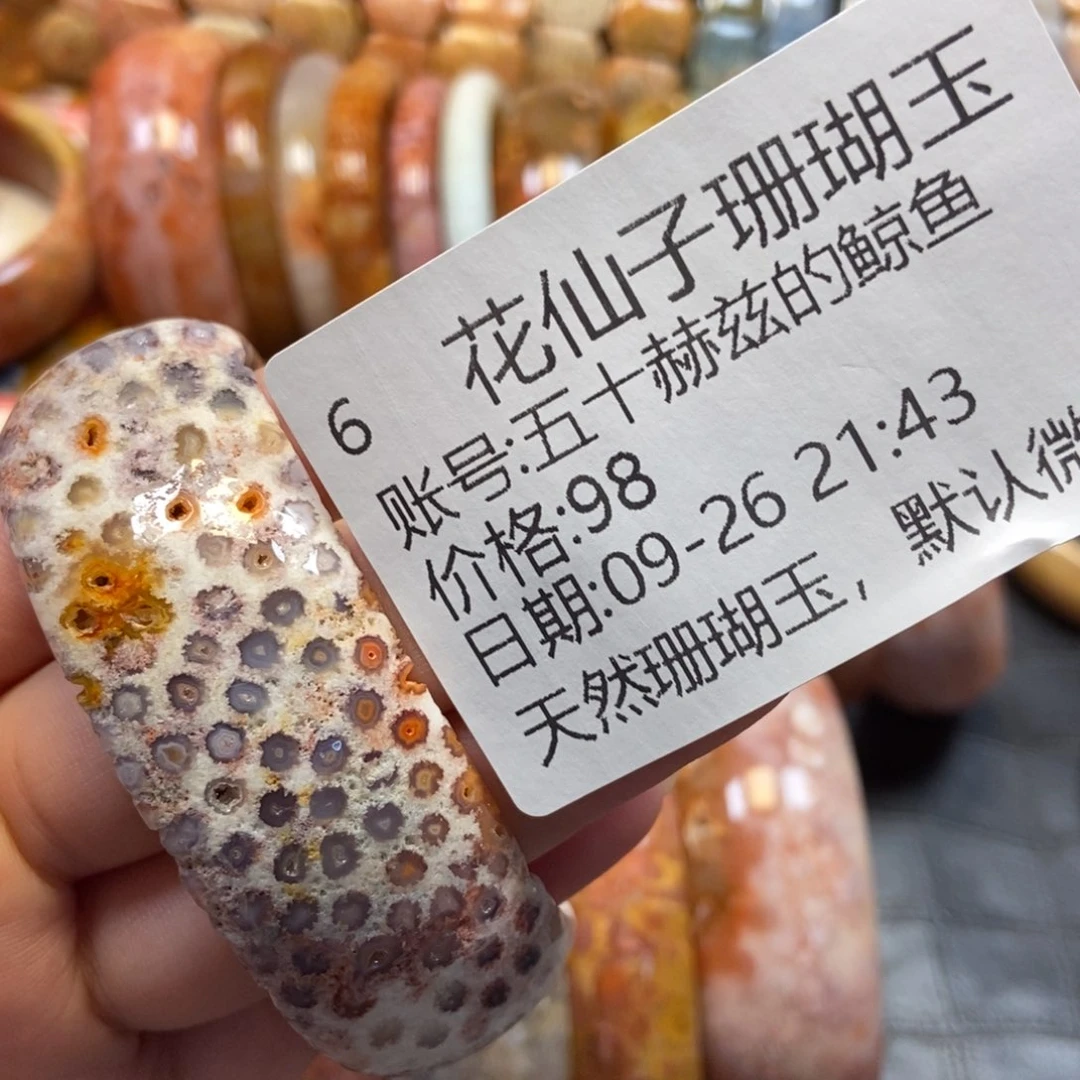 花仙子珊瑚玉
6
账号:五十赫兹的鲸鱼
价格:98
日期:09-26 21:43
天然珊瑚玉, 默认微